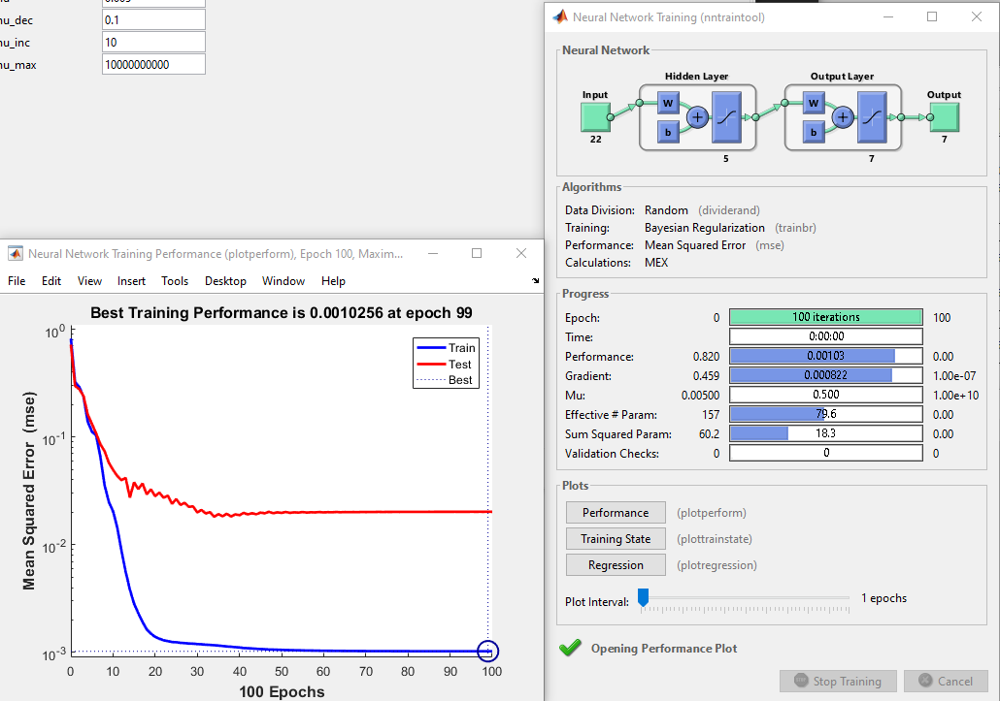 0.005
nu_dec 0.1
nu_inc 10
nu_max 10000000000
Neural Network Training (nntraintool)
Neural Network
Hidden Layer
Output Layer
Input
Output
W
W
b
b
22
5
7
7
Algorithms
Data Division: Random (dividerand)
Training: Bayesian Regularization (trainbr)
Performance: Mean Squared Error (mse)
Calculations: MEX
Progress
Epoch: 0 100 iterations 100
Time: 0:00:00
Performance: 0.820 0.00103 0.00
Gradient: 0.459 0.000822 1.00e-07
Mu: 0.00500 0.500 1.00e+10
Effective # Param: 157 79.6 0.00
Sum Squared Param: 60.2 18.3 0.00
Validation Checks: 0 0 0
Plots
Performance (plotperform)
Training State (plottrainstate)
Regression (plotregression)
Plot Interval: 1 epochs
Opening Performance Plot
Stop Training Cancel
Neural Network Training Performance (plotperform), Epoch 100, Maxim...
File Edit View Insert Tools Desktop Window Help
Best Training Performance is 0.0010256 at epoch 99
Train
Test
Best
Mean Squared Error (mse)
10^0
10^-1
10^-2
10^-3
0 10 20 30 40 50 60 70 80 90 100
100 Epochs